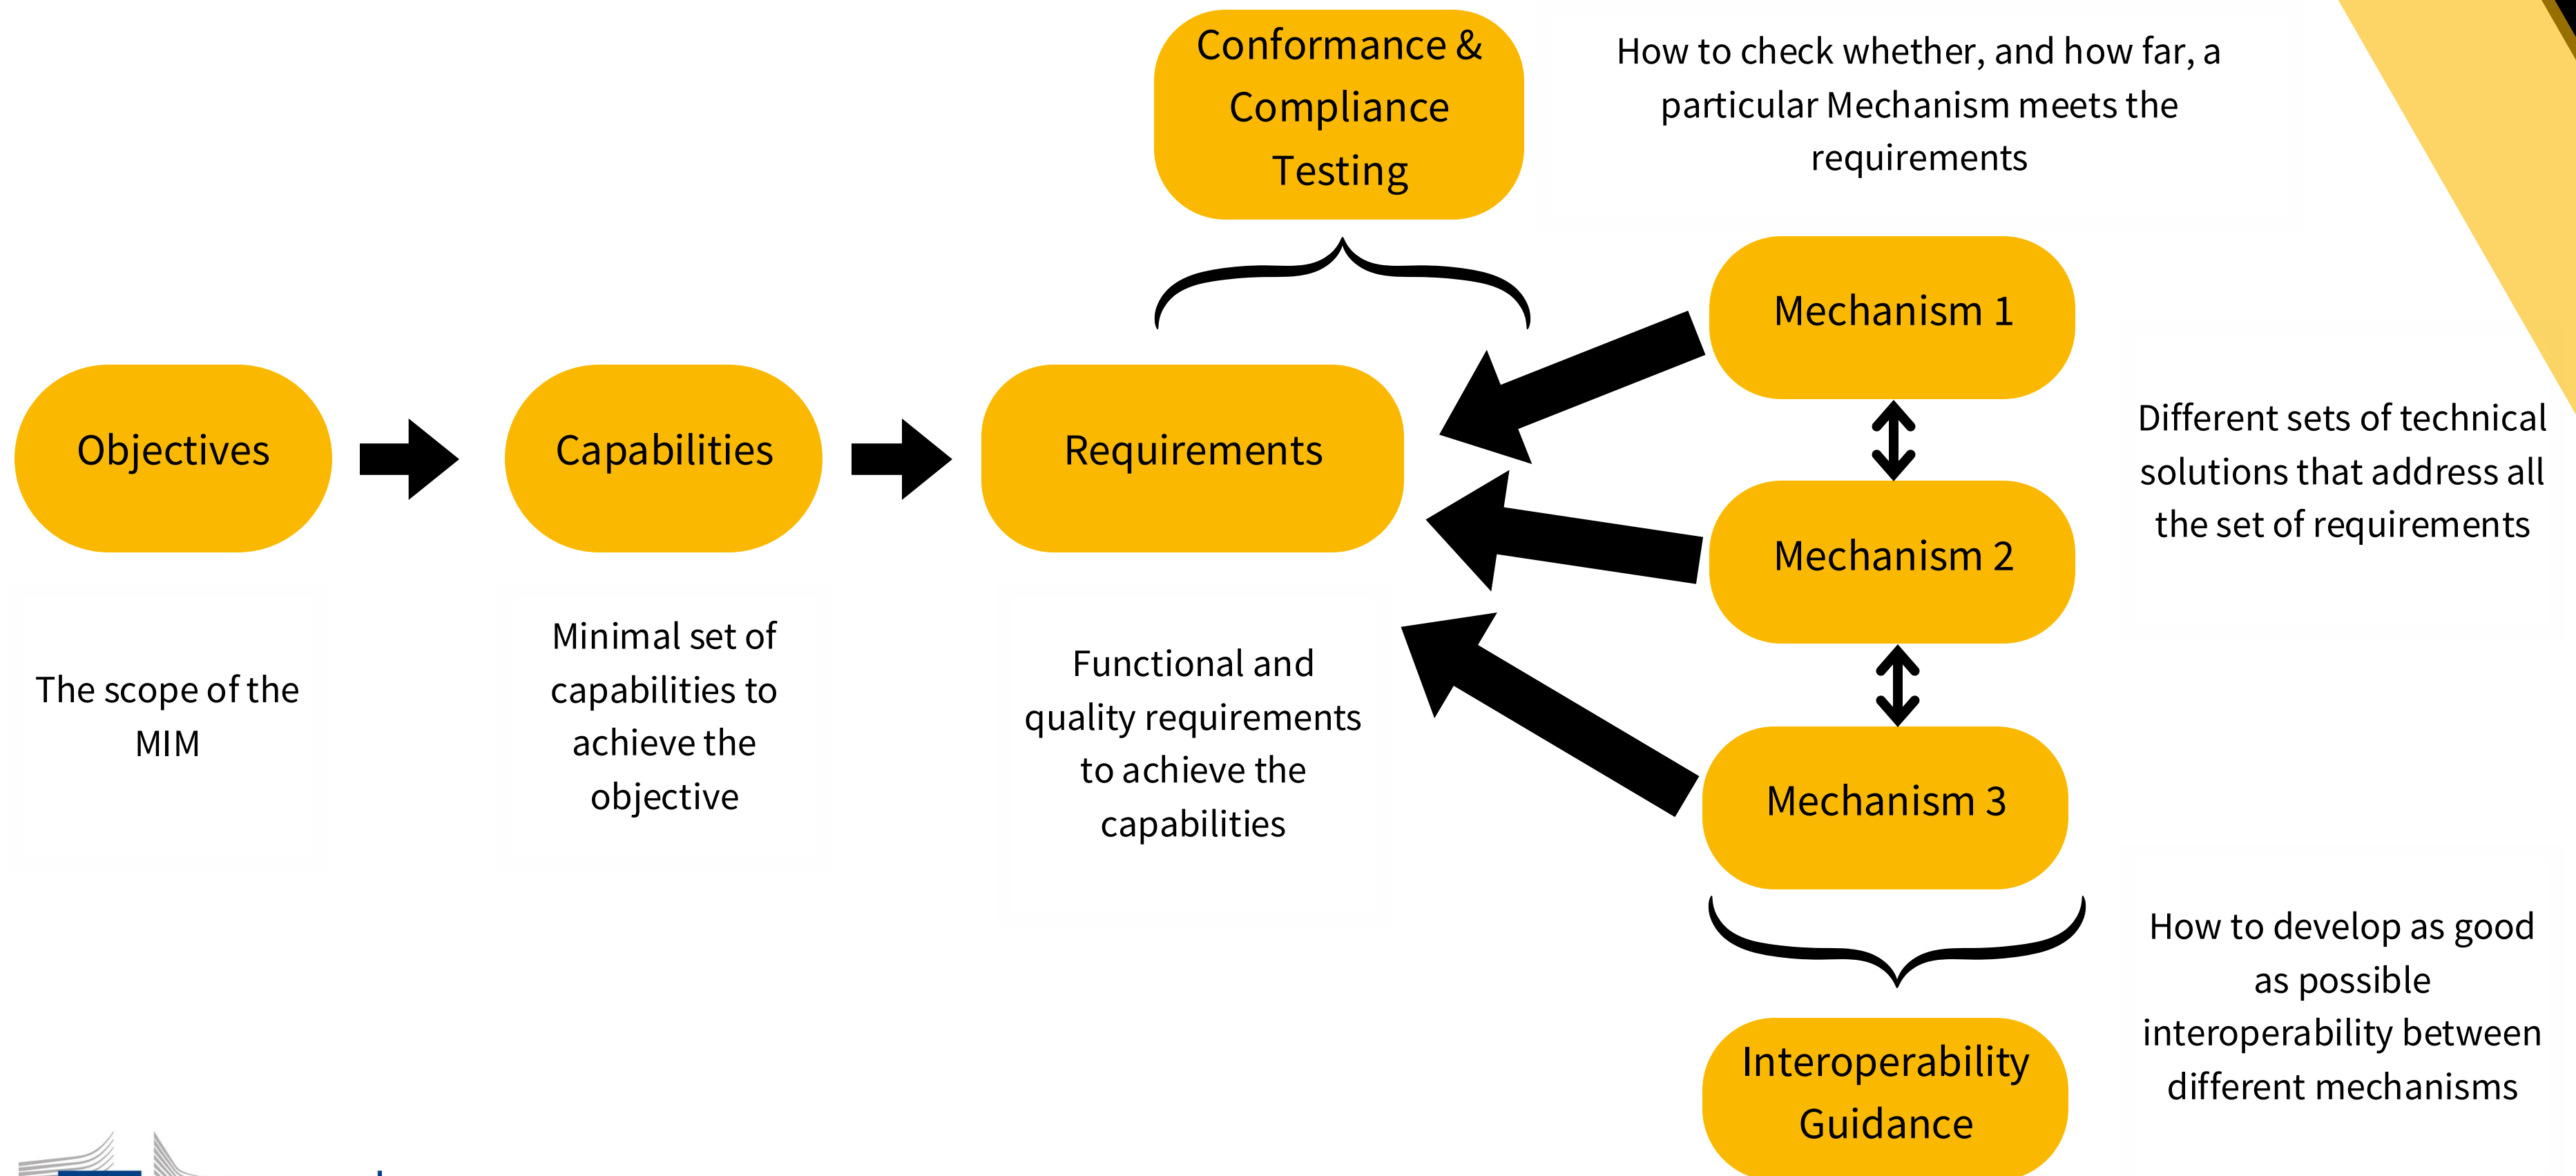 Conformance &
Compliance
Testing
How to check whether, and how far, a
particular Mechanism meets the
requirements
Objectives
Capabilities
Requirements
Mechanism 1
Mechanism 2
Mechanism 3
Different sets of technical
solutions that address all
the set of requirements
The scope of the
MIM
Minimal set of
capabilities to
achieve the
objective
Functional and
quality requirements
to achieve the
capabilities
Interoperability
Guidance
How to develop as good
as possible
interoperability between
different mechanisms